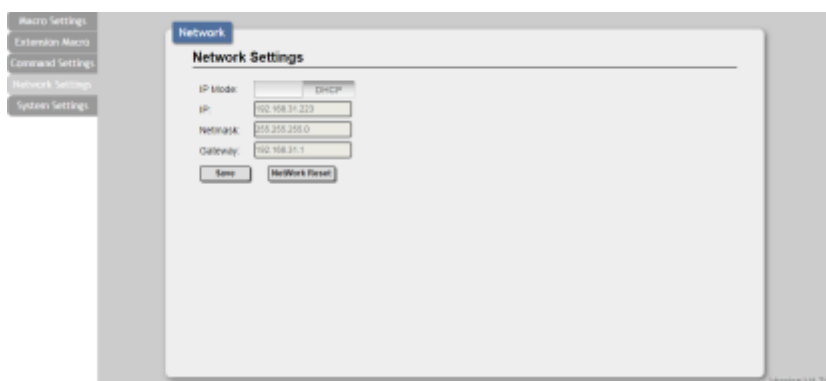 Macro Settings
Extension Macro
Command Settings
Network Settings
System Settings
Network
Network Settings
IP Mode: DHCP
IP: 192.168.31.223
Netmask: 255.255.255.0
Gateway: 192.168.31.1
Save NetWork Reset